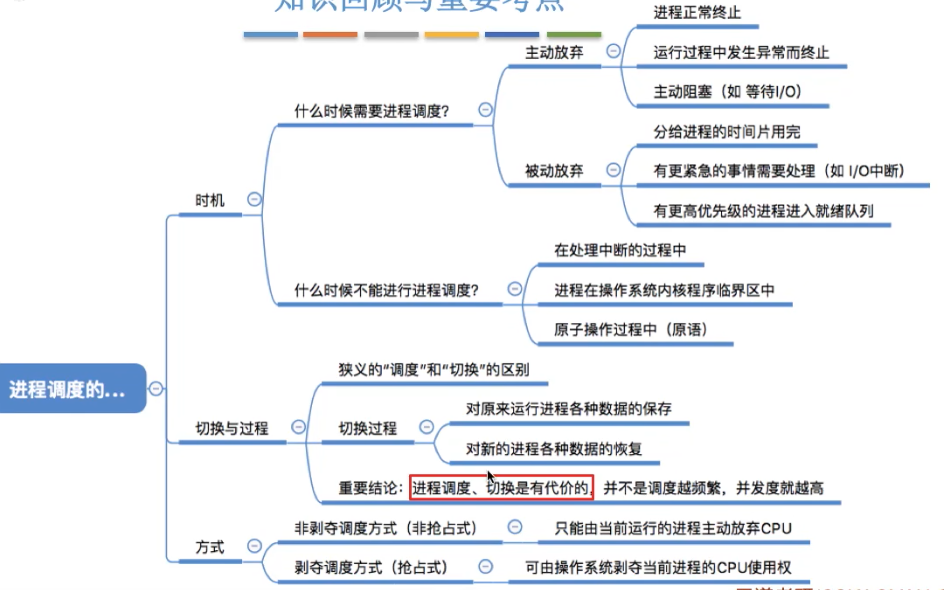 知识回顾与重要考点
进程正常终止
主动放弃
运行过程中发生异常而终止
主动阻塞（如 等待I/O）
什么时候需要进程调度？
分给进程的时间片用完
被动放弃
有更紧急的事情需要处理（如 I/O中断）
有更高优先级的进程进入就绪队列
时机
在处理中断的过程中
什么时候不能进行进程调度？
进程在操作系统内核程序临界区中
原子操作过程中（原语）
进程调度的...
狭义的“调度”和“切换”的区别
切换与过程
切换过程
对原来运行进程各种数据的保存
对新的进程各种数据的恢复
重要结论：进程调度、切换是有代价的，并不是调度越频繁，并发度就越高
方式
非剥夺调度方式（非抢占式）
只能由当前运行的进程主动放弃CPU
剥夺调度方式（抢占式）
可由操作系统剥夺当前进程的CPU使用权